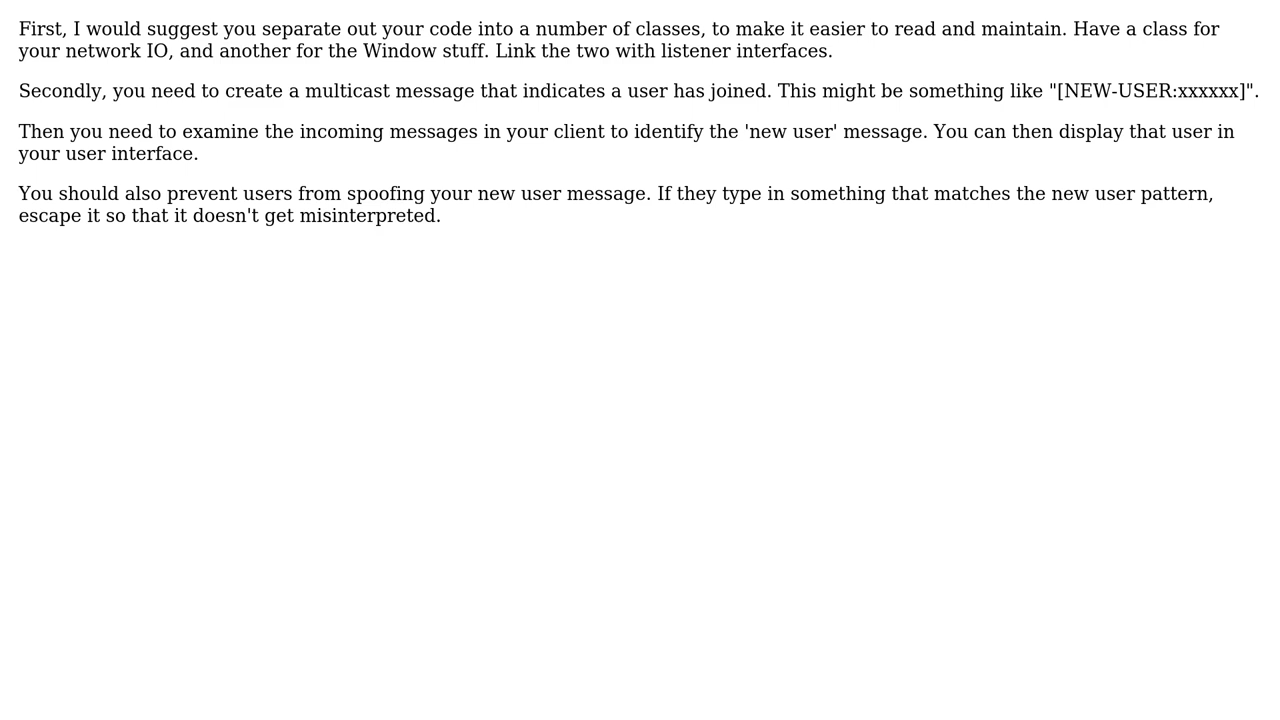 First, I would suggest you separate out your code into a number of classes, to make it easier to read and maintain. Have a class for
your network IO, and another for the Window stuff. Link the two with listener interfaces.
Secondly, you need to create a multicast message that indicates a user has joined. This might be something like "[NEW-USER:xxxxxx]".
Then you need to examine the incoming messages in your client to identify the 'new user' message. You can then display that user in
your user interface.
You should also prevent users from spoofing your new user message. If they type in something that matches the new user pattern,
escape it so that it doesn't get misinterpreted.